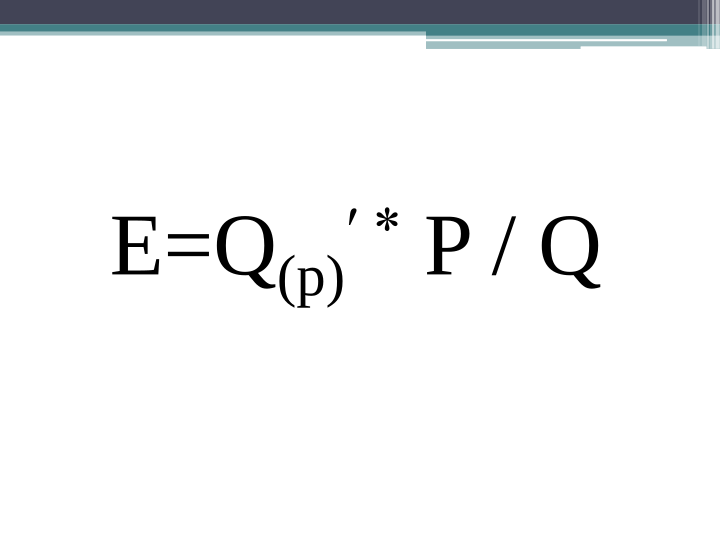 E=Q(p)′ * P / Q